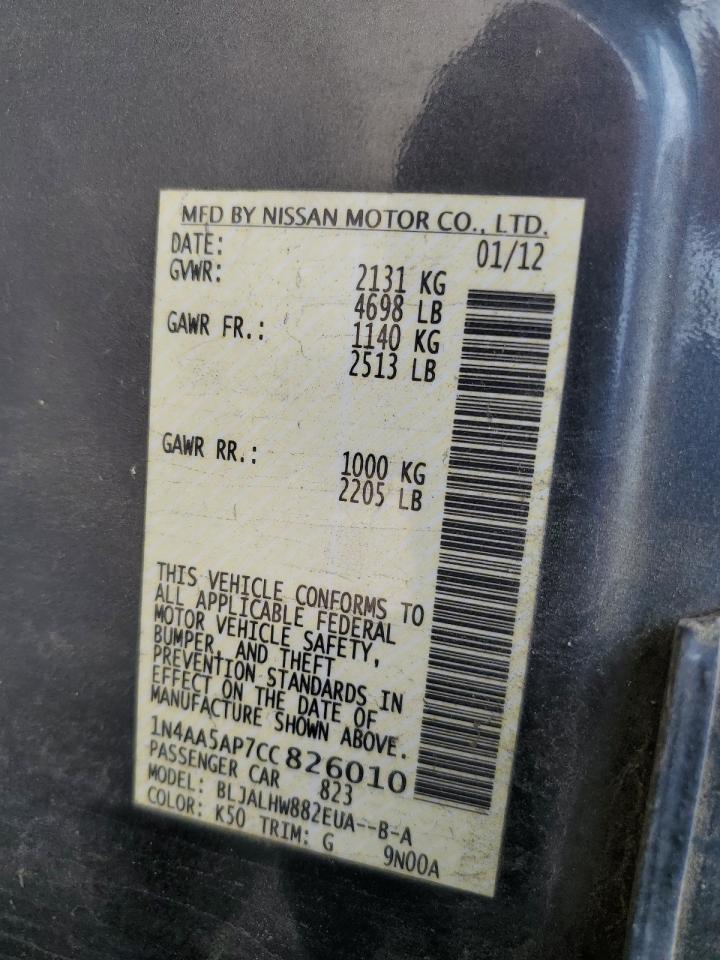 MFD BY NISSAN MOTOR CO., LTD.
DATE: 01/12
GVWR: 2131 KG
4698 LB
GAWR FR.: 1140 KG
2513 LB
GAWR RR.: 1000 KG
2205 LB
THIS VEHICLE CONFORMS TO
ALL APPLICABLE FEDERAL
MOTOR VEHICLE SAFETY,
BUMPER, AND THEFT
PREVENTION STANDARDS IN
EFFECT ON THE DATE OF
MANUFACTURE SHOWN ABOVE.
1N4AA5AP7CC826010
PASSENGER CAR 823
MODEL: BLJALHW882EUA--B-A
COLOR: K50 TRIM: G 9N00A